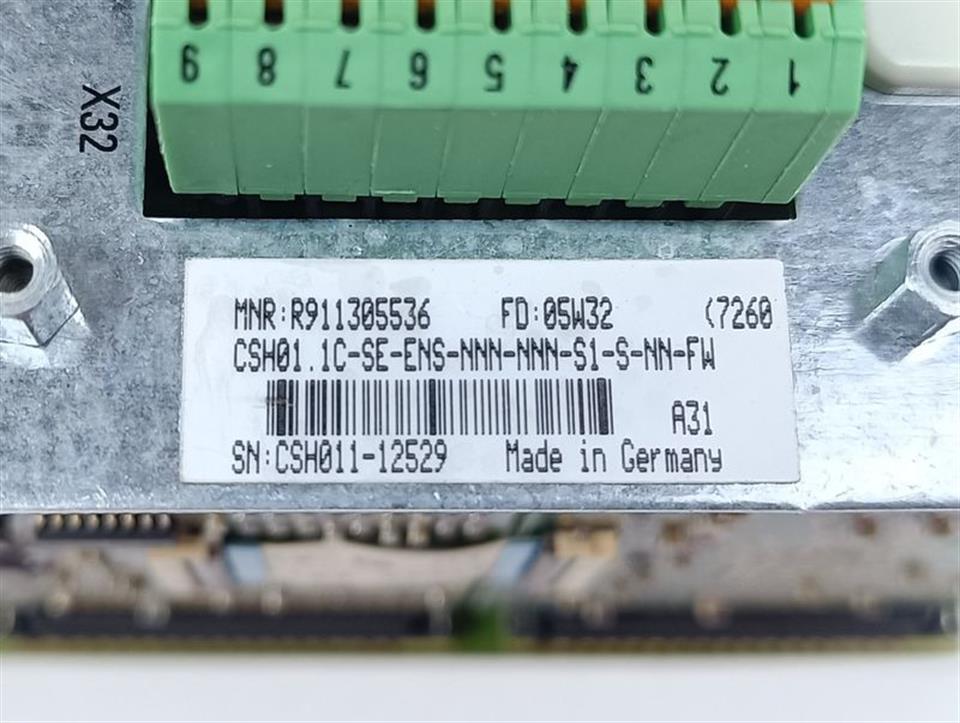 9 8 7 6 5 4 3 2 1
X32
MNR:R911305536 FD:05W32 (7260
CSH01.1C-SE-ENS-NNN-NNN-S1-S-NN-FW
A31
SN:CSH011-12529 Made in Germany